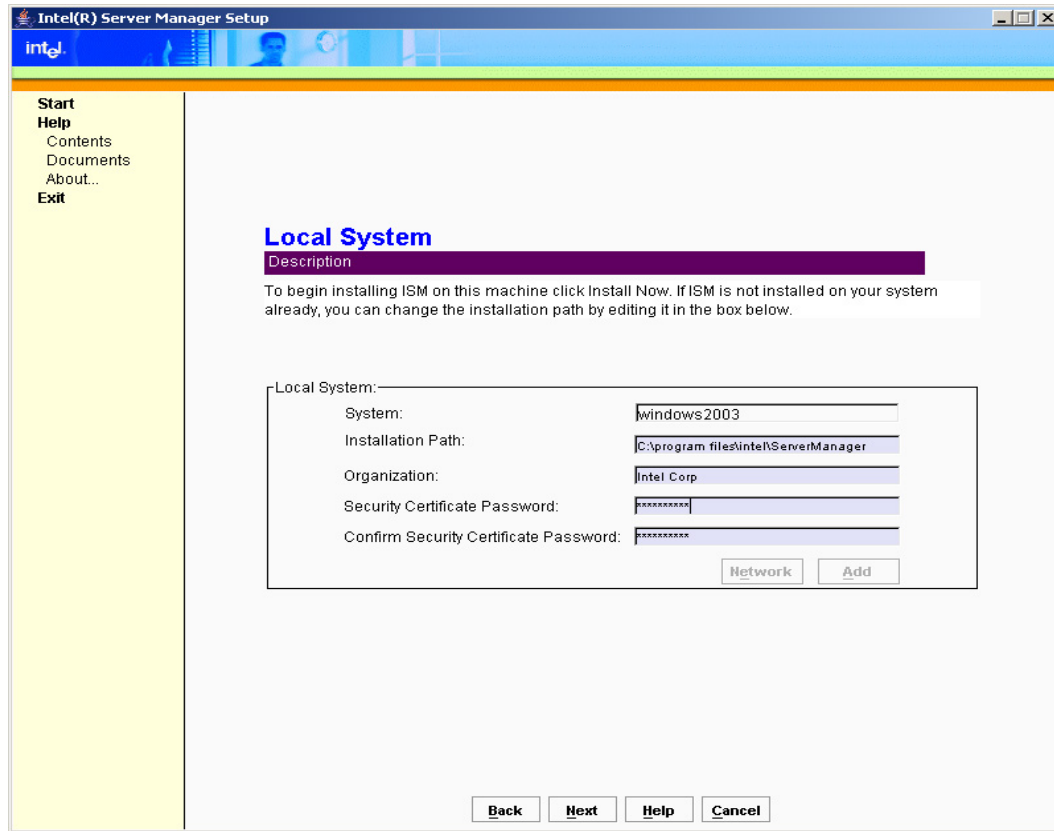 Intel(R) Server Manager Setup
intel.
Start
Help
Contents
Documents
About...
Exit
Local System
Description
To begin installing ISM on this machine click Install Now. If ISM is not installed on your system
already, you can change the installation path by editing it in the box below.
Local System:
System: windows2003
Installation Path: C:\program files\intel\ServerManager
Organization: Intel Corp
Security Certificate Password: **********
Confirm Security Certificate Password: **********
Network Add
Back Next Help Cancel